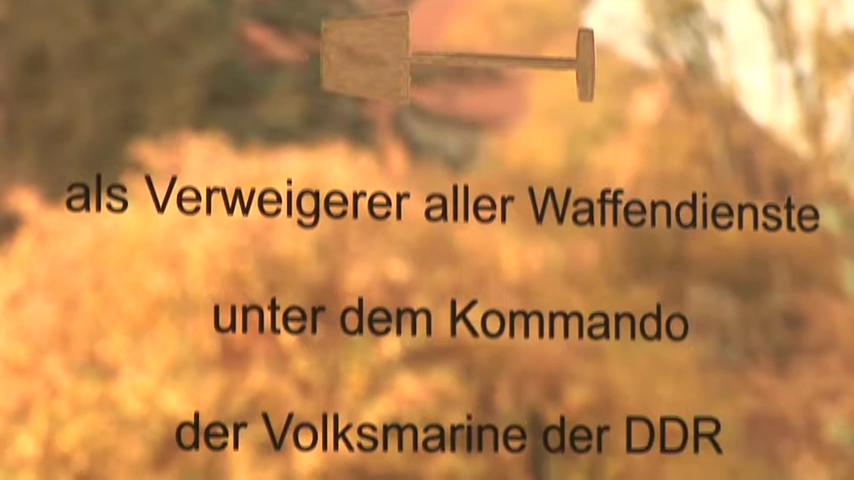 als Verweigerer aller Waffendienste
unter dem Kommando
der Volksmarine der DDR